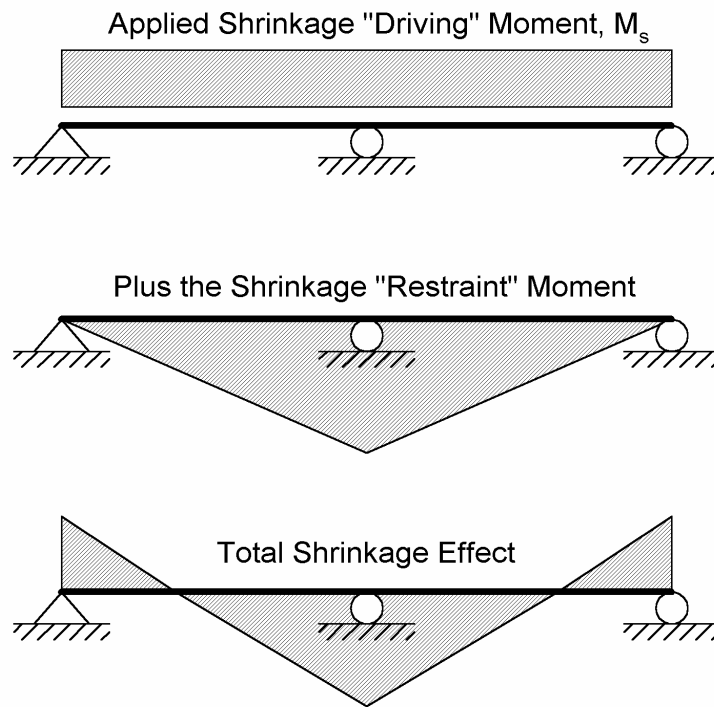 Applied Shrinkage "Driving" Moment, Ms
Plus the Shrinkage "Restraint" Moment
Total Shrinkage Effect